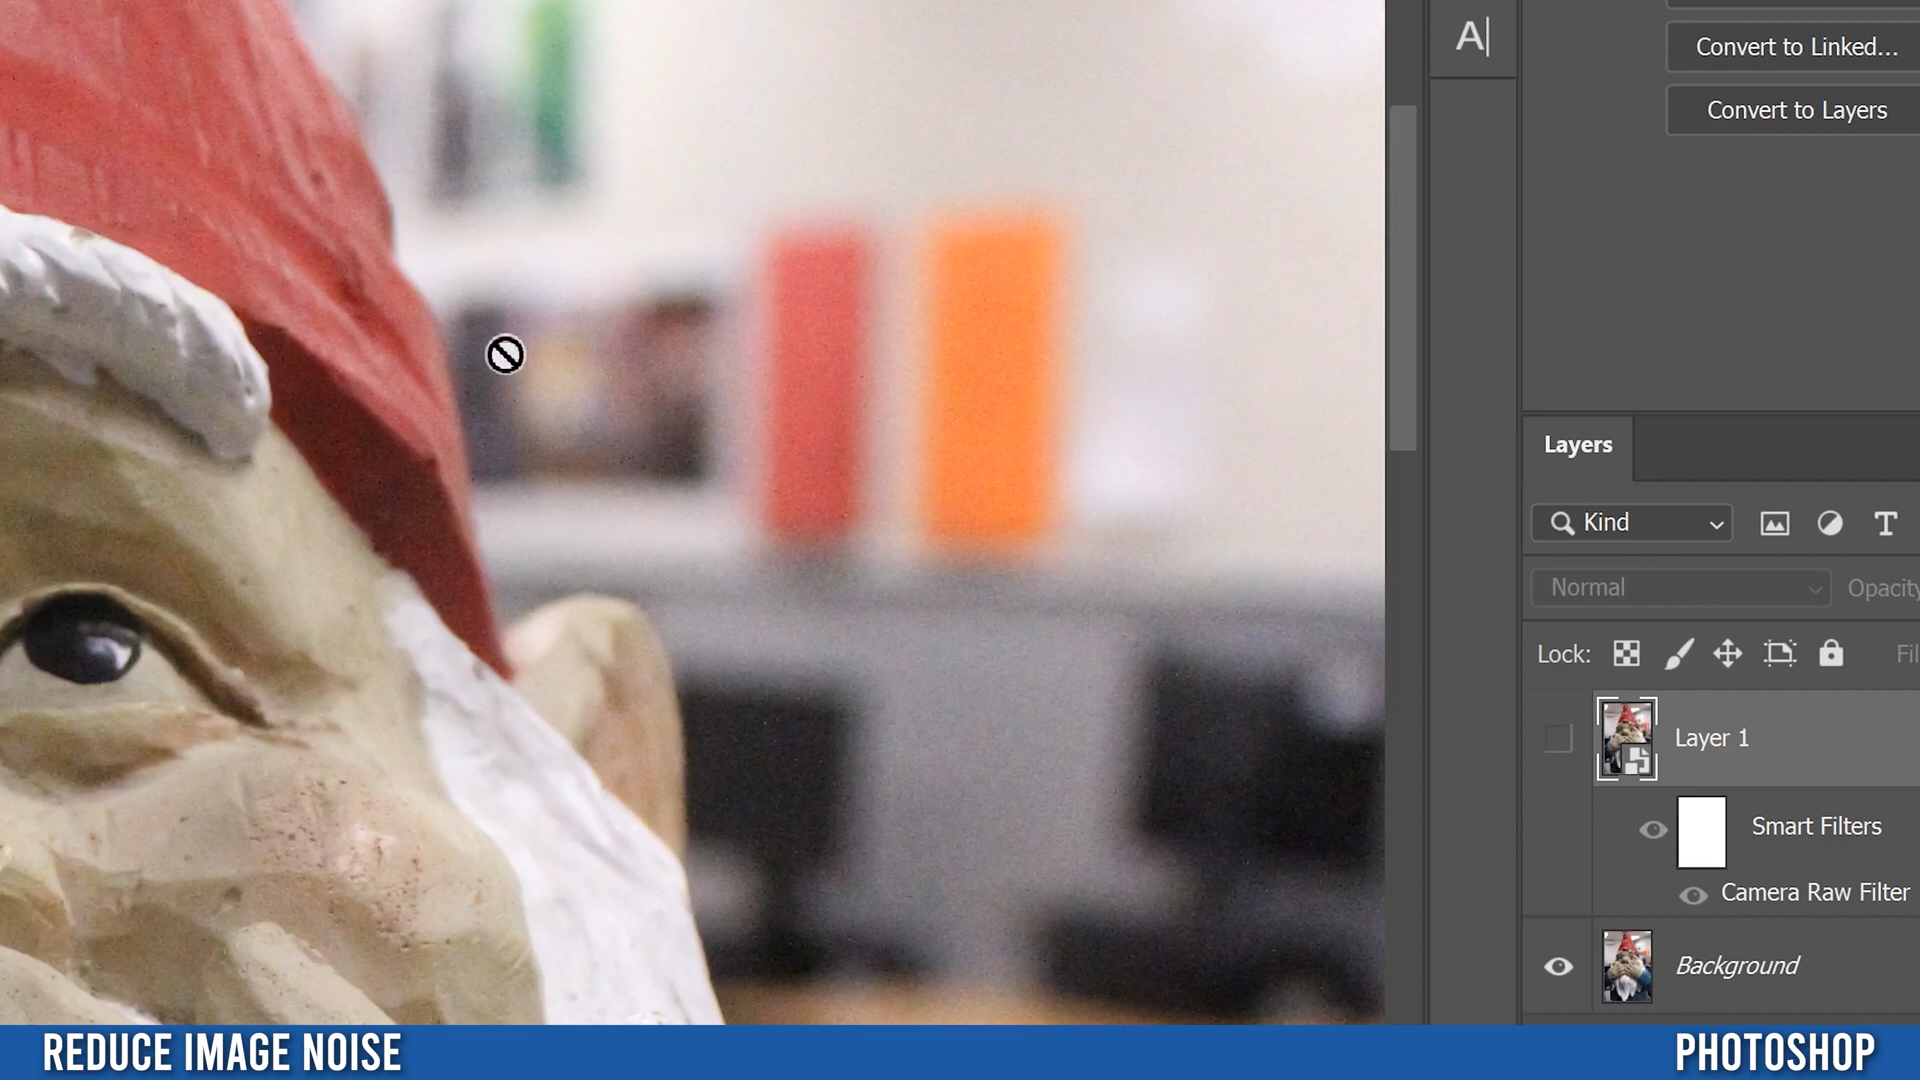 A
Convert to Linked...
Convert to Layers
Layers
Kind
T
Normal
Opacity
Lock:
Fil
Layer 1
Smart Filters
Camera Raw Filter
Background
REDUCE IMAGE NOISE
PHOTOSHOP